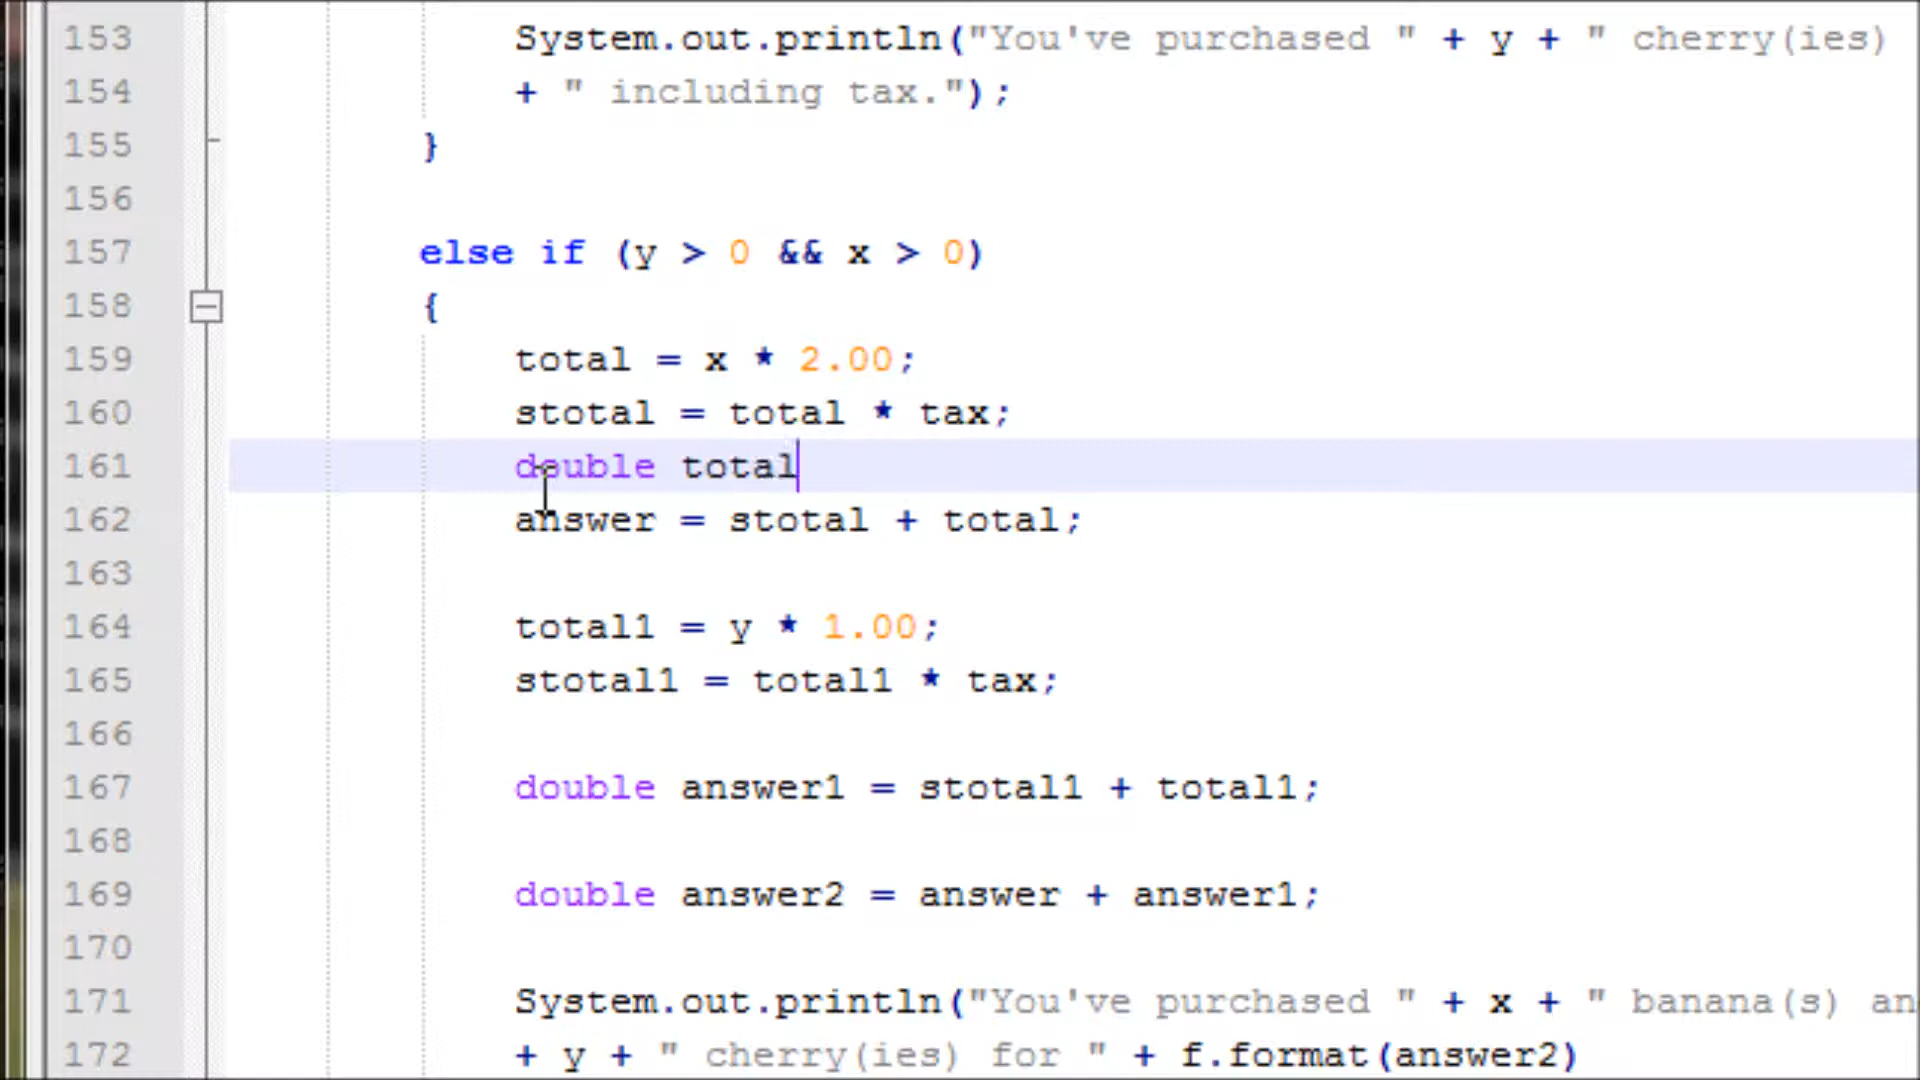 153 System.out.println("You've purchased " + y + " cherry(ies)
154 + " including tax.");
155 }
156
157 else if (y > 0 && x > 0)
158 {
159 total = x * 2.00;
160 stotal = total * tax;
161 double total
162 answer = stotal + total;
163
164 total1 = y * 1.00;
165 stotal1 = total1 * tax;
166
167 double answer1 = stotal1 + total1;
168
169 double answer2 = answer + answer1;
170
171 System.out.println("You've purchased " + x + " banana(s) an
172 + y + " cherry(ies) for " + f.format(answer2)